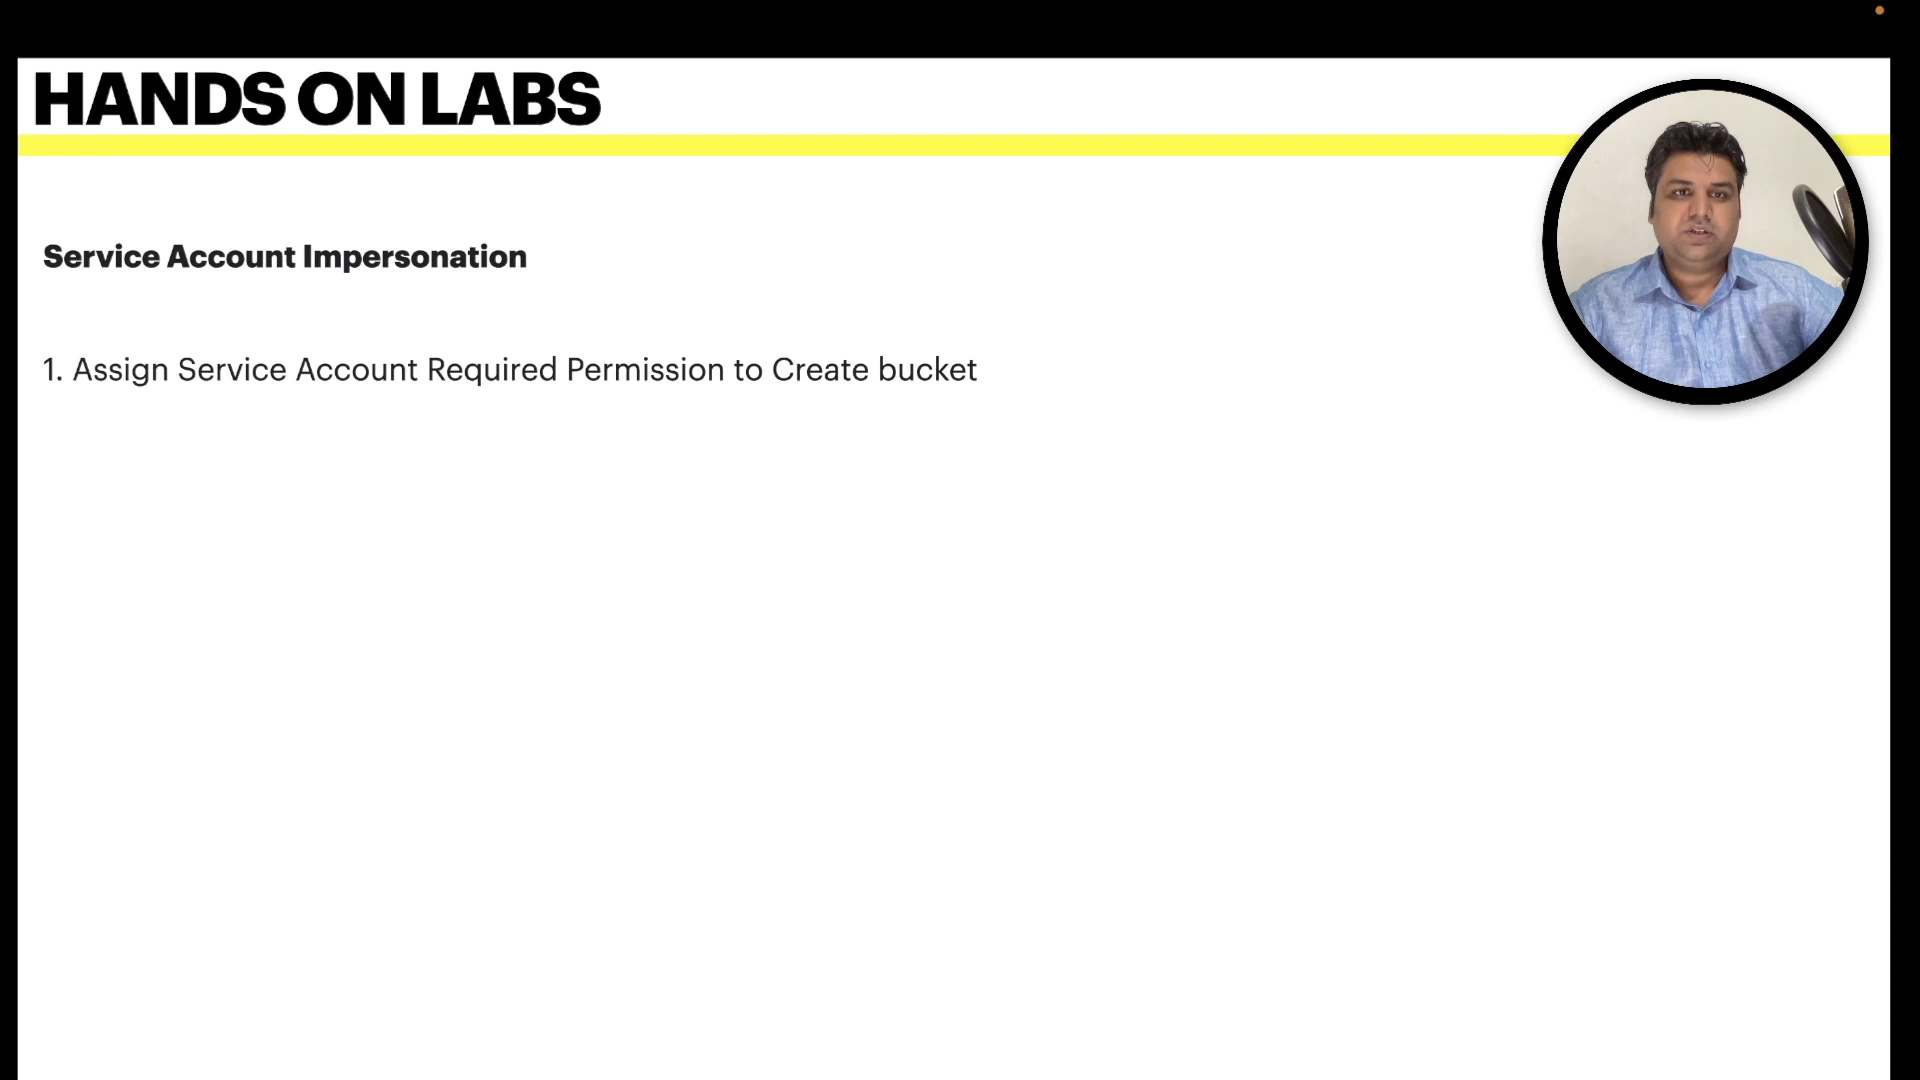 HANDS ON LABS
Service Account Impersonation
1. Assign Service Account Required Permission to Create bucket